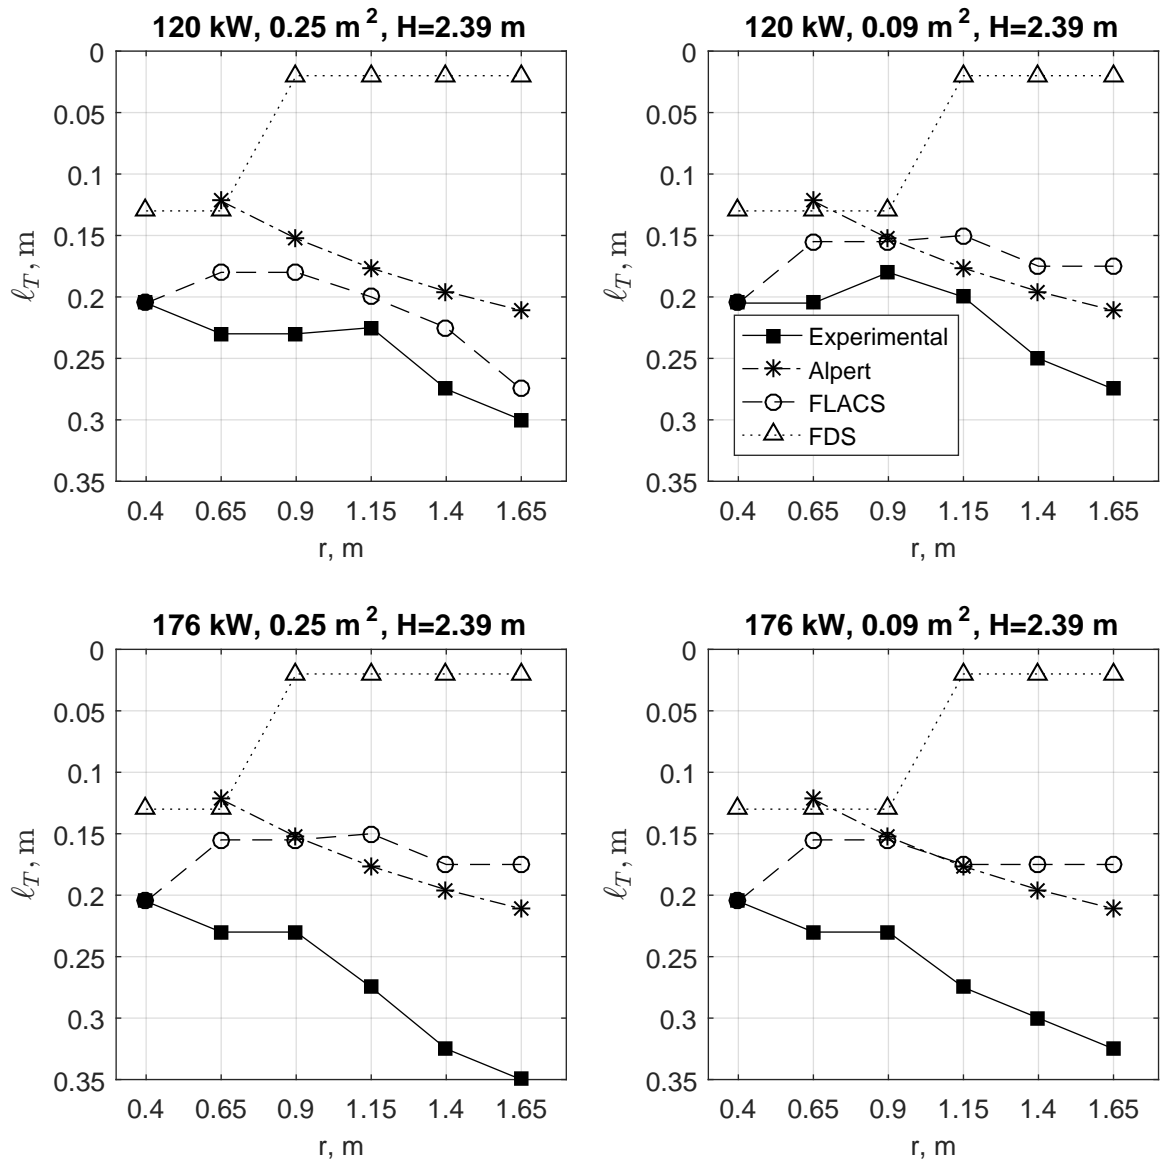 120 kW, 0.25 m², H=2.39 m
0
0.05
0.1
0.15
0.2
0.25
0.3
0.35
ℓ_T, m
0.4 0.65 0.9 1.15 1.4 1.65
r, m
120 kW, 0.09 m², H=2.39 m
0
0.05
0.1
0.15
0.2
0.25
0.3
0.35
ℓ_T, m
Experimental
Alpert
FLACS
FDS
0.4 0.65 0.9 1.15 1.4 1.65
r, m
176 kW, 0.25 m², H=2.39 m
0
0.05
0.1
0.15
0.2
0.25
0.3
0.35
ℓ_T, m
0.4 0.65 0.9 1.15 1.4 1.65
r, m
176 kW, 0.09 m², H=2.39 m
0
0.05
0.1
0.15
0.2
0.25
0.3
0.35
ℓ_T, m
0.4 0.65 0.9 1.15 1.4 1.65
r, m